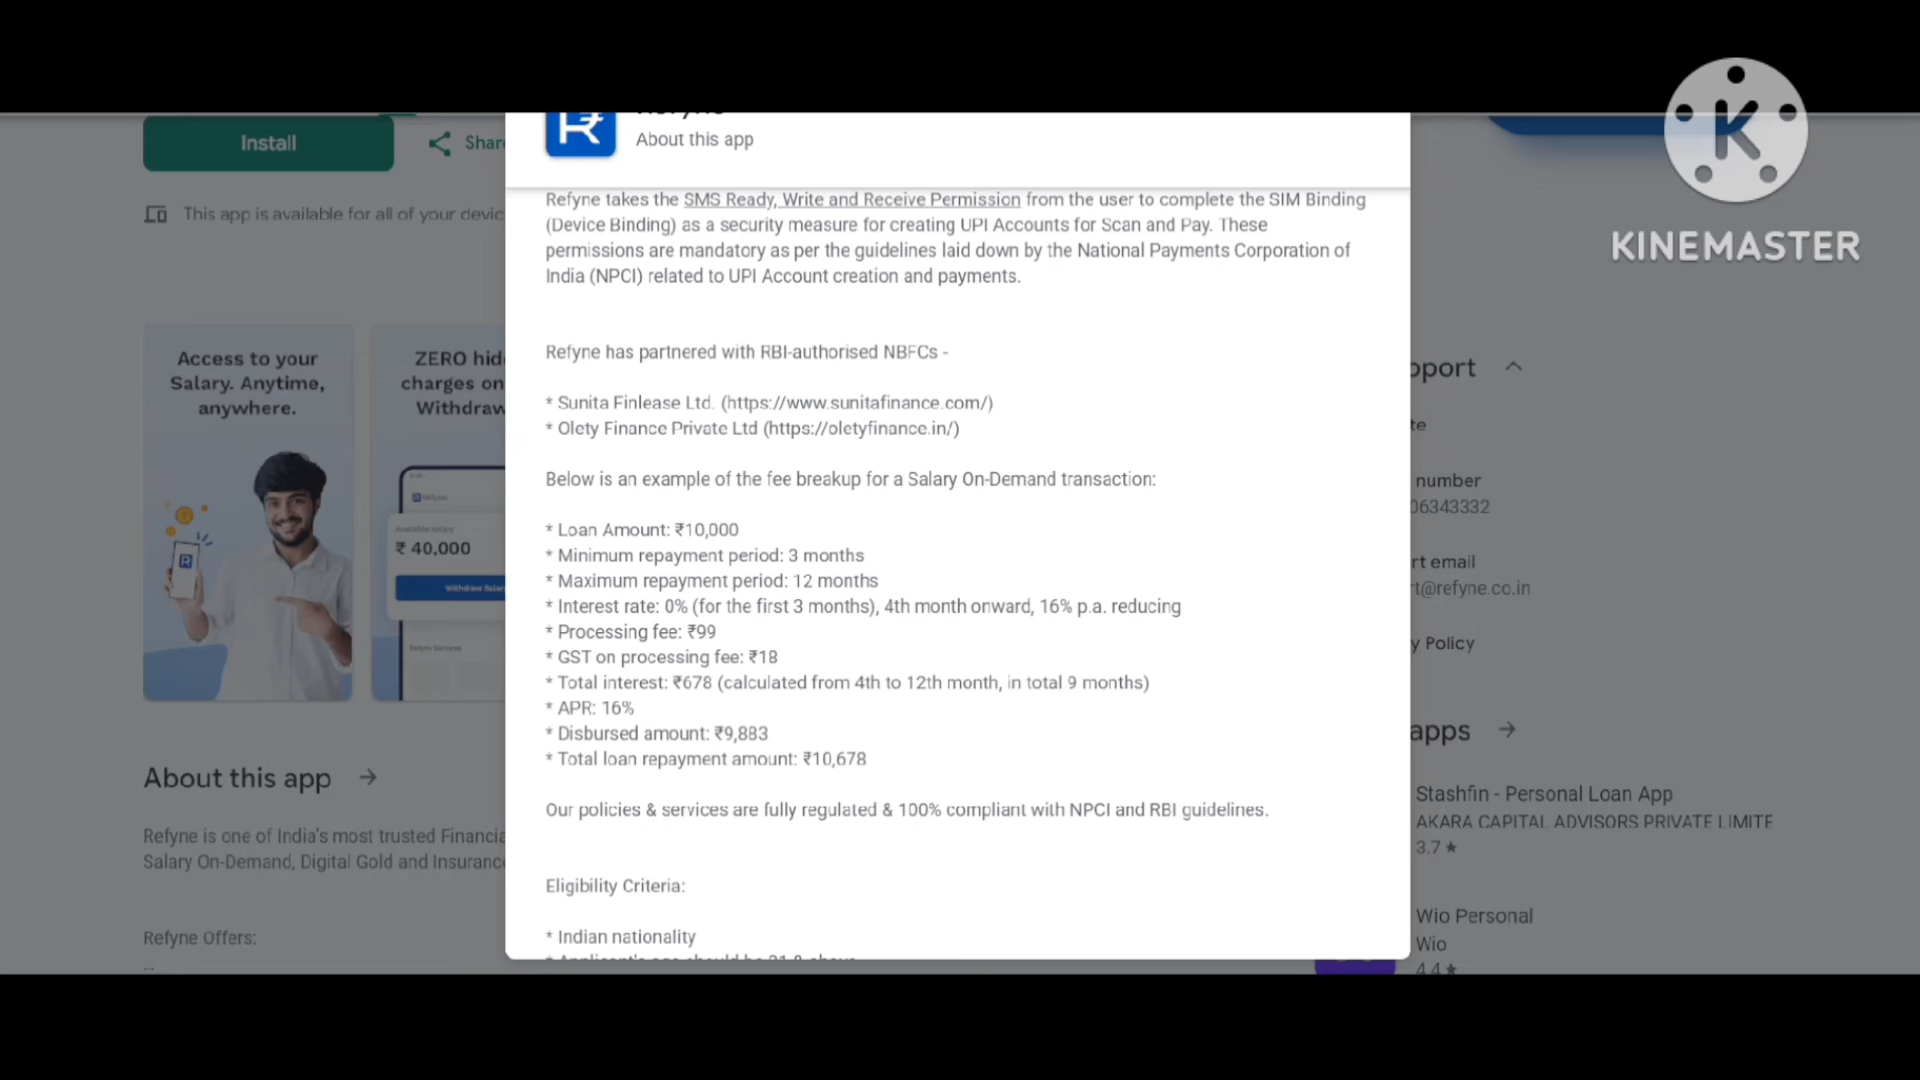 KINEMASTER
Install
Share
This app is available for all of your
Access to your
Salary. Anytime,
anywhere.
ZERO
charges on
₹ 40,000
About this app
Refyne is one of India's most trusted
Salary On-Demand, Digital Gold and Insurance
Refyne Offers:
...
About this app
Refyne takes the SMS Ready, Write and Receive Permission from the user to complete the SIM Binding
(Device Binding) as a security measure for creating UPI Accounts for Scan and Pay. These
permissions are mandatory as per the guidelines laid down by the National Payments Corporation of
India (NPCI) related to UPI Account creation and payments.
Refyne has partnered with RBI-authorised NBFCs -
* Sunita Finlease Ltd. (https://www.sunitafinance.com/)
* Olety Finance Private Ltd (https://oletyfinance.in/)
Below is an example of the fee breakup for a Salary On-Demand transaction:
* Loan Amount: ₹10,000
* Minimum repayment period: 3 months
* Maximum repayment period: 12 months
* Interest rate: 0% (for the first 3 months), 4th month onward, 16% p.a. reducing
* Processing fee: ₹99
* GST on processing fee: ₹18
* Total interest: ₹678 (calculated from 4th to 12th month, in total 9 months)
* APR: 16%
* Disbursed amount: ₹9,883
* Total loan repayment amount: ₹10,678
Our policies & services are fully regulated & 100% compliant with NPCI and RBI guidelines.
Eligibility Criteria:
* Indian nationality
number
06343332
email
t@refyne.co.in
Policy
apps
Stashfin - Personal Loan App
AKARA CAPITAL ADVISORS PRIVATE LIMITE
3.7 ★
Wio Personal
Wio
4.4 ★